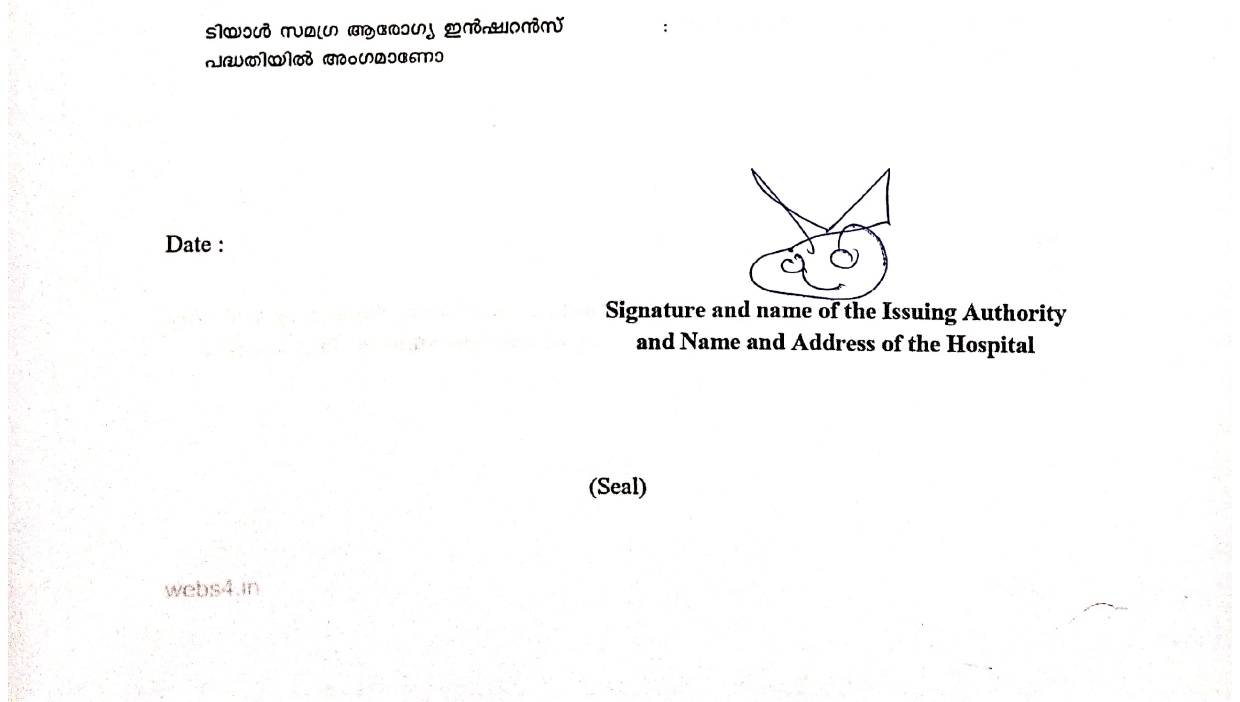 ടിയാൾ സമഗ്ര ആരോഗ്യ ഇൻഷ്വറൻസ് :
പദ്ധതിയിൽ അംഗമാണോ
Date :
Signature and name of the Issuing Authority
and Name and Address of the Hospital
(Seal)
webs4.in